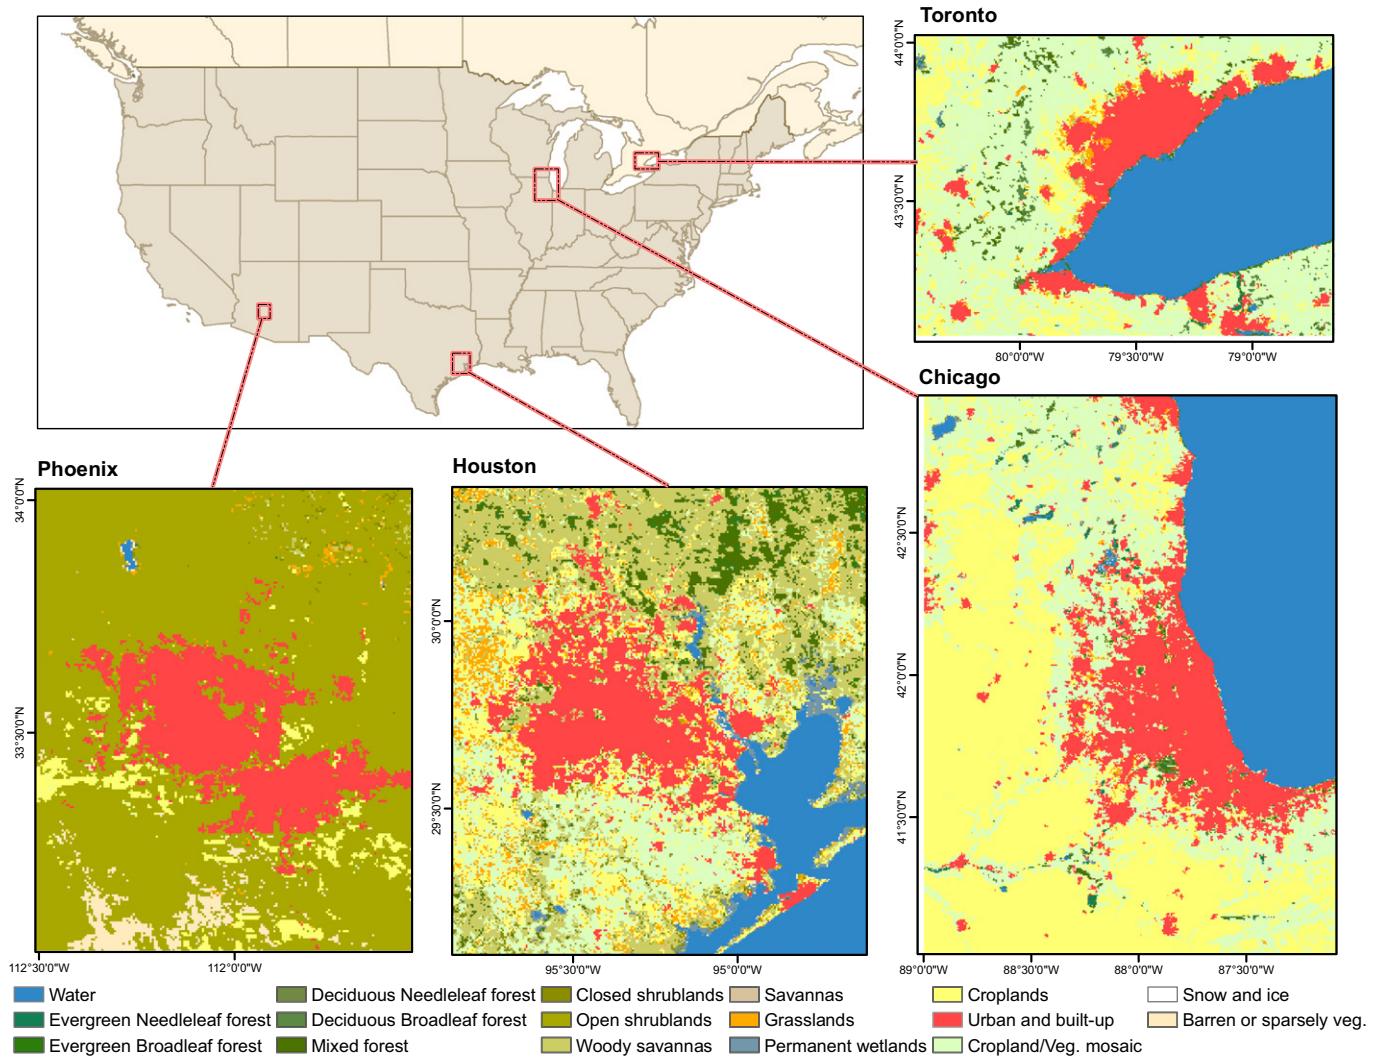 Toronto
44°0'0"N
43°30'0"N
80°0'0"W
79°30'0"W
79°0'0"W
Chicago
42°30'0"N
42°0'0"N
41°30'0"N
89°0'0"W
88°30'0"W
88°0'0"W
87°30'0"W
Phoenix
34°0'0"N
33°30'0"N
112°30'0"W
112°0'0"W
Houston
30°0'0"N
29°30'0"N
95°30'0"W
95°0'0"W
Water
Evergreen Needleleaf forest
Evergreen Broadleaf forest
Deciduous Needleleaf forest
Deciduous Broadleaf forest
Mixed forest
Closed shrublands
Open shrublands
Woody savannas
Savannas
Grasslands
Permanent wetlands
Croplands
Urban and built-up
Cropland/Veg. mosaic
Snow and ice
Barren or sparsely veg.